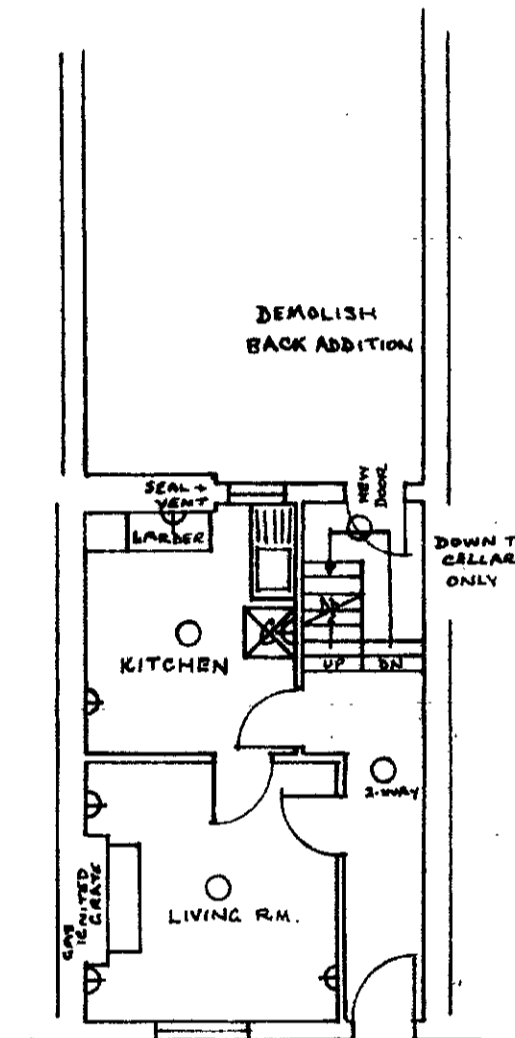 DEMOLISH
BACK ADDITION
SEAL +
VENT
NEW
DOOR
LARDER
DOWN T
CELLAR
ONLY
UP
DN
KITCHEN
2-WAY
GAS
IGNITED
GRATE
LIVING RM.